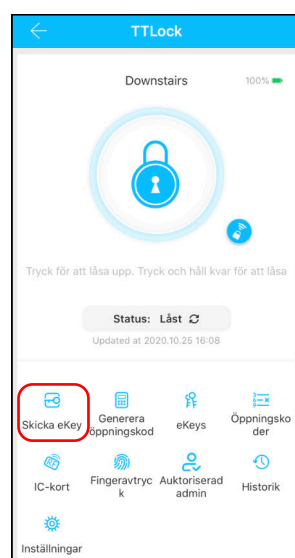 TTLock
Downstairs
100%
Tryck för att låsa upp. Tryck och håll kvar för att låsa
Status: Låst
Updated at 2020.10.25 16:08
Skicka eKey
Generera
öppningskod
eKeys
Öppningsko
der
IC-kort
Fingeravtryc
k
Auktoriserad
admin
Historik
Inställningar